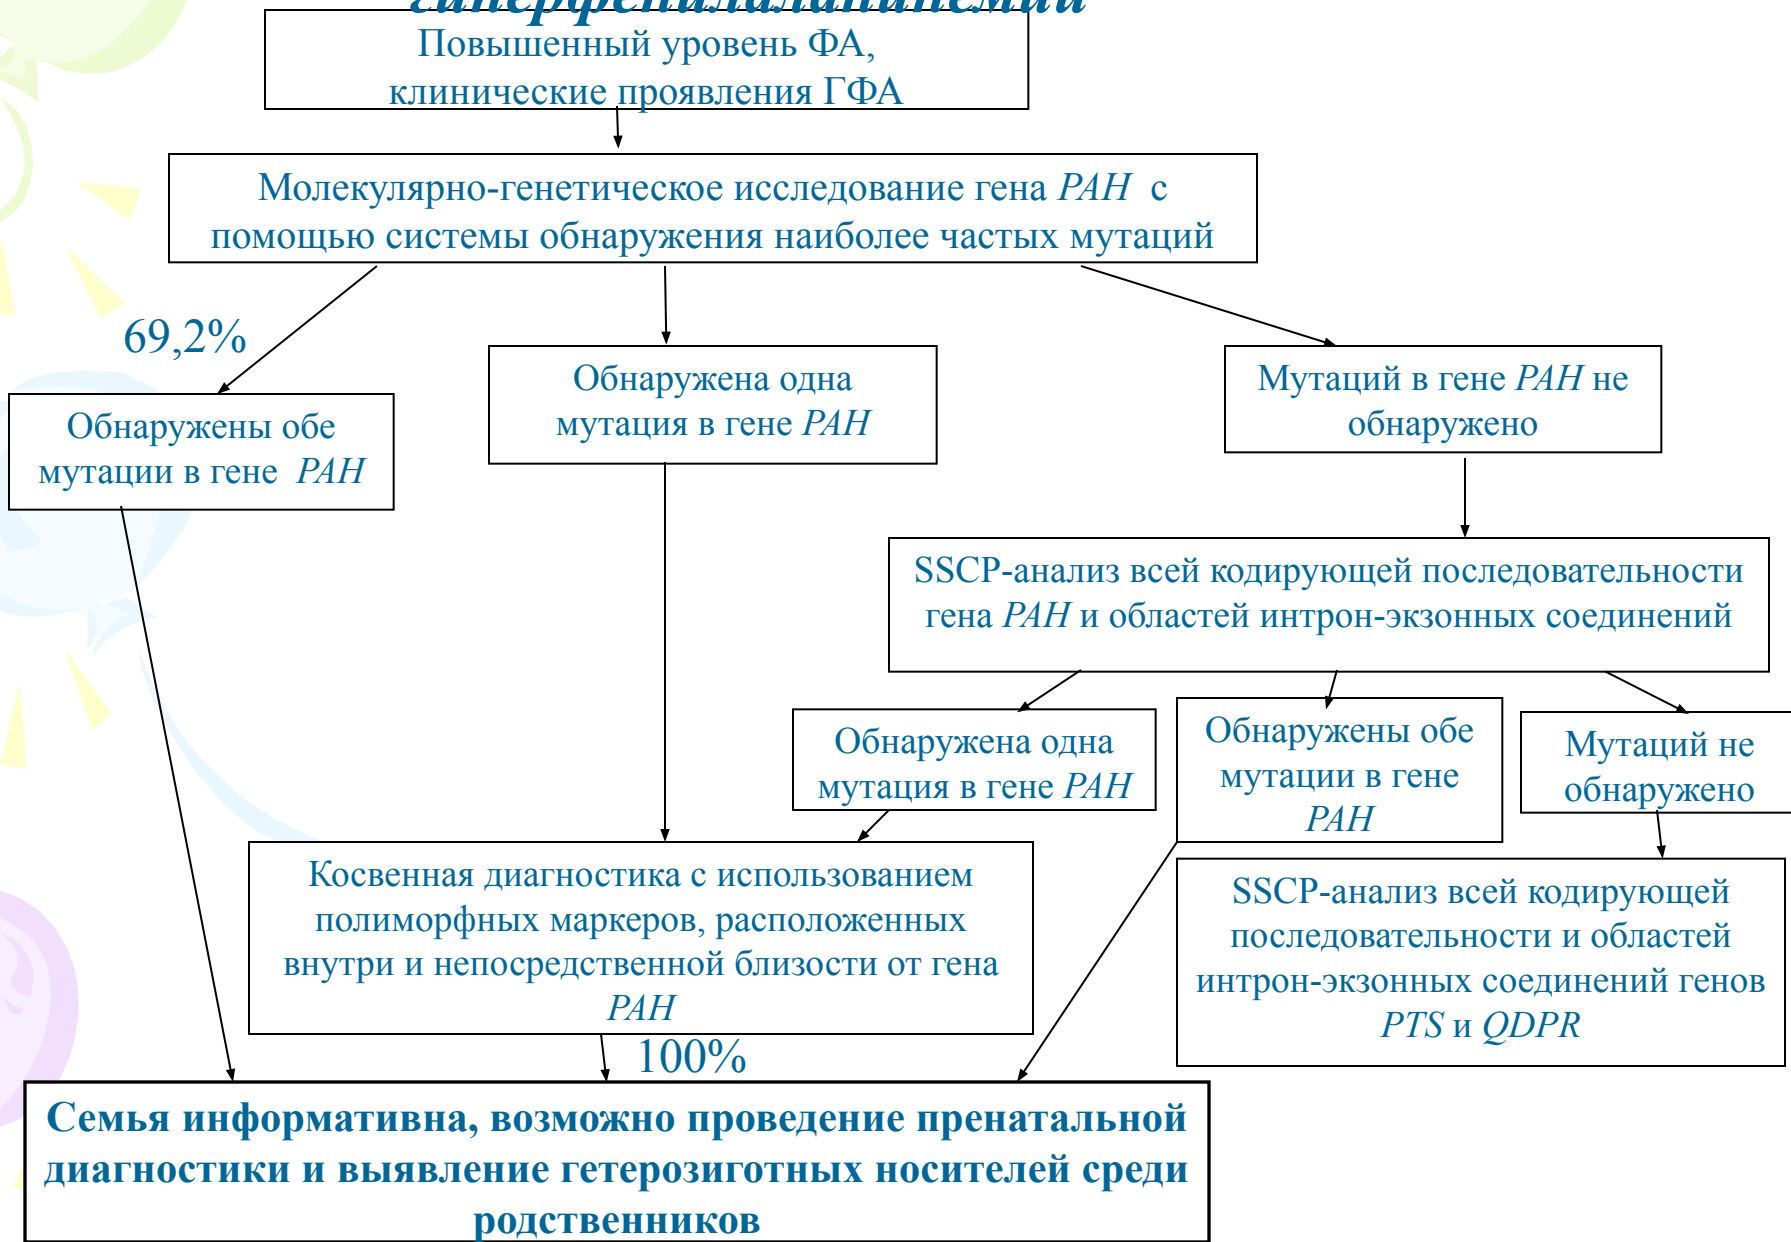 гиперфенилаланинемии
Повышенный уровень ФА,
клинические проявления ГФА
Молекулярно-генетическое исследование гена PAH с
помощью системы обнаружения наиболее частых мутаций
69,2%
Обнаружены обе
мутации в гене PAH
Обнаружена одна
мутация в гене PAH
Мутаций в гене PAH не
обнаружено
SSCP-анализ всей кодирующей последовательности
гена PAH и областей интрон-экзонных соединений
Обнаружена одна
мутация в гене PAH
Обнаружены обе
мутации в гене
PAH
Мутаций не
обнаружено
Косвенная диагностика с использованием
полиморфных маркеров, расположенных
внутри и непосредственной близости от гена
PAH
SSCP-анализ всей кодирующей
последовательности и областей
интрон-экзонных соединений генов
PTS и QDPR
100%
Семья информативна, возможно проведение пренатальной
диагностики и выявление гетерозиготных носителей среди
родственников